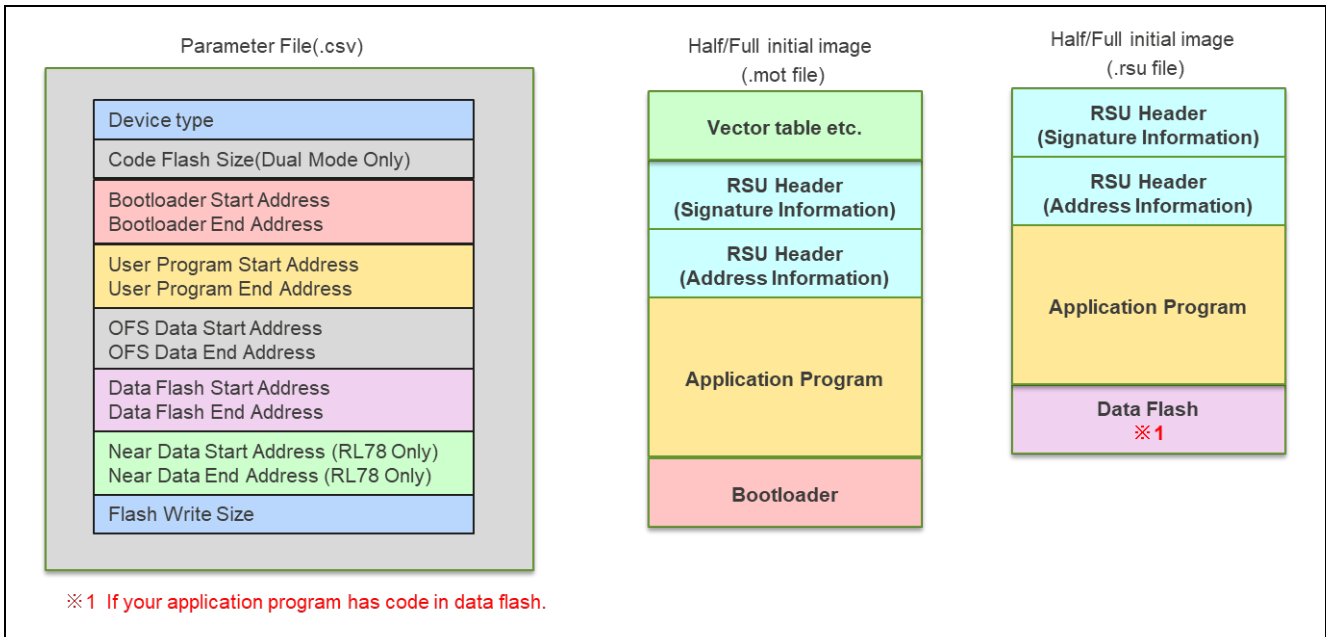 Parameter File(.csv)
Device type
Code Flash Size(Dual Mode Only)
Bootloader Start Address
Bootloader End Address
User Program Start Address
User Program End Address
OFS Data Start Address
OFS Data End Address
Data Flash Start Address
Data Flash End Address
Near Data Start Address (RL78 Only)
Near Data End Address (RL78 Only)
Flash Write Size
※1 If your application program has code in data flash.
Half/Full initial image
(.mot file)
Vector table etc.
RSU Header
(Signature Information)
RSU Header
(Address Information)
Application Program
Bootloader
Half/Full initial image
(.rsu file)
RSU Header
(Signature Information)
RSU Header
(Address Information)
Application Program
Data Flash
※1